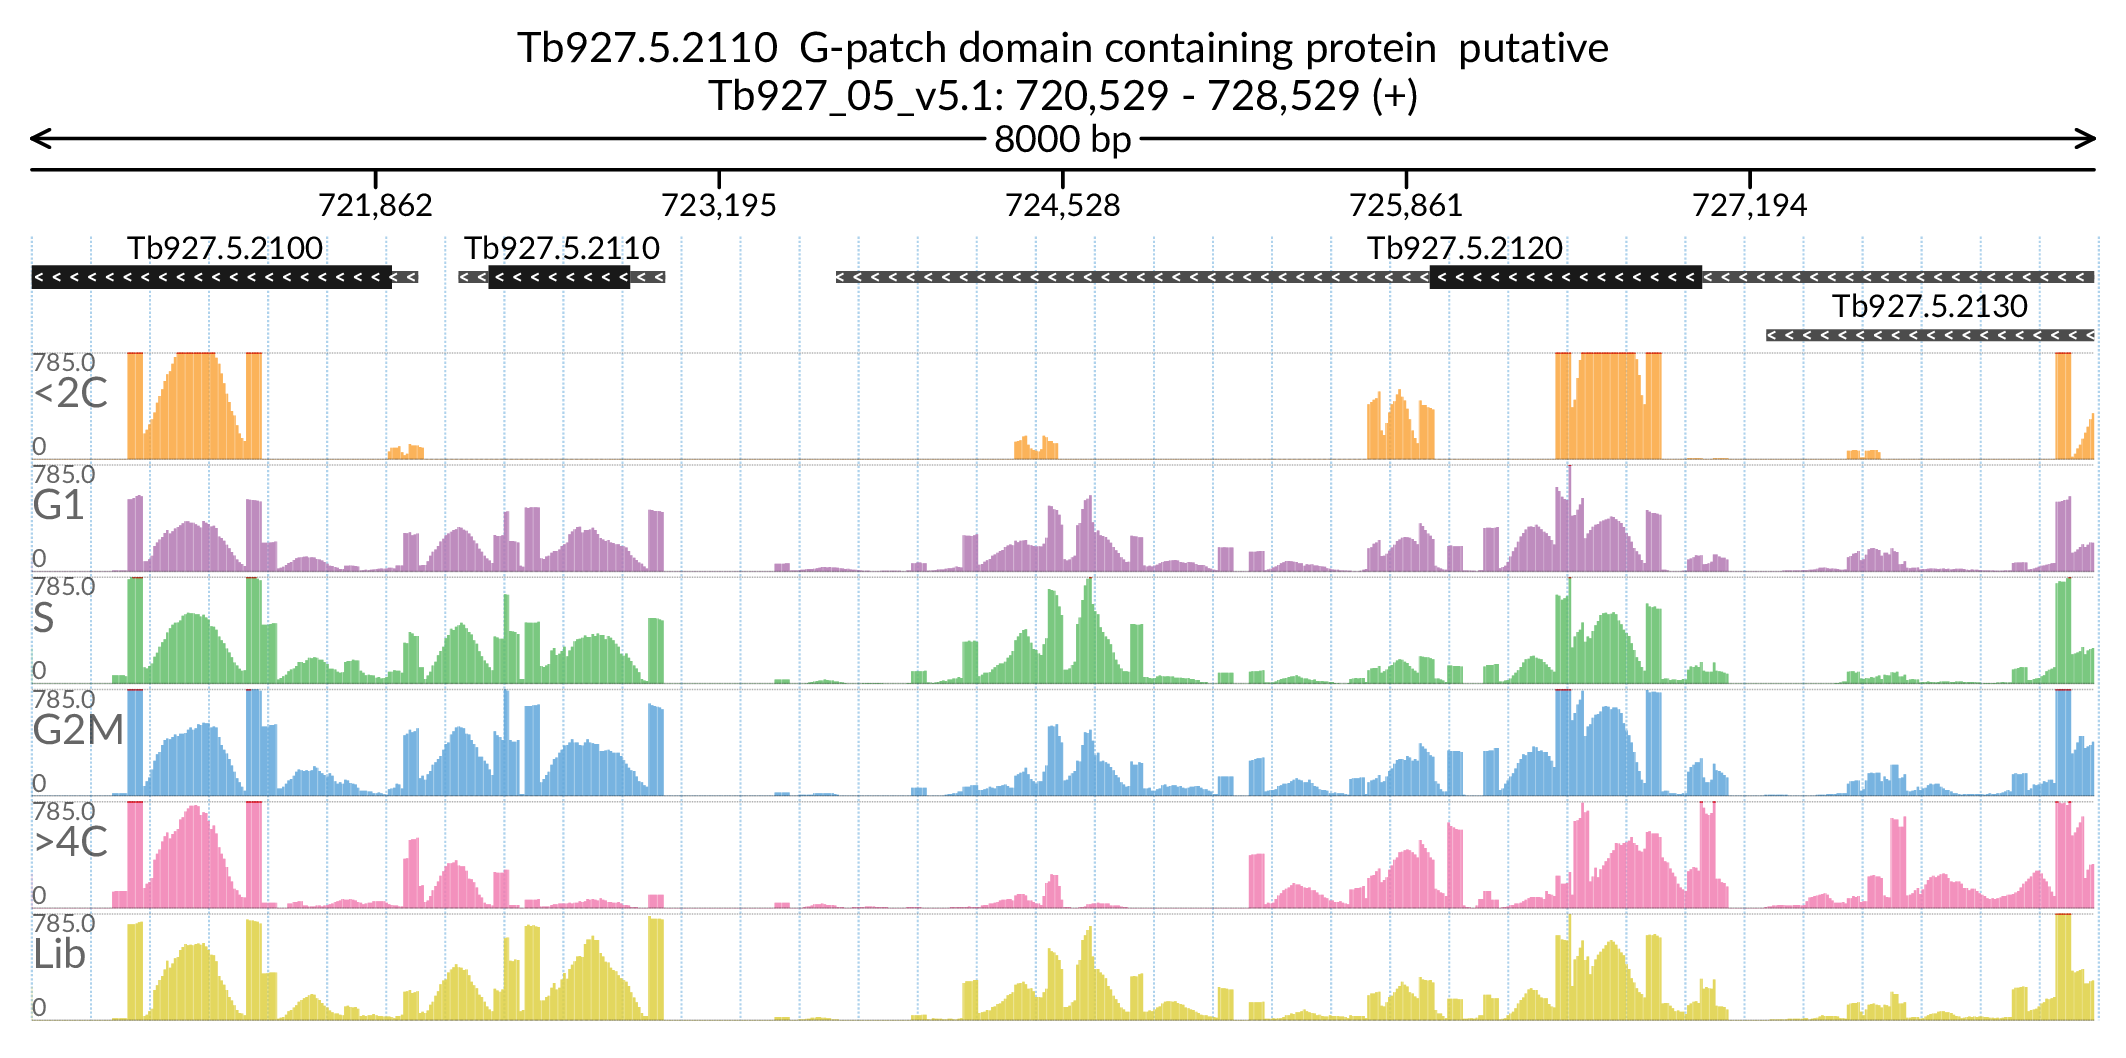 Tb927.5.2110 G-patch domain containing protein putative
Tb927_05_v5.1: 720,529 - 728,529 (+)
8000 bp
721,862 723,195 724,528 725,861 727,194
Tb927.5.2100 Tb927.5.2110 Tb927.5.2120
Tb927.5.2130
785.0
<2C
0
785.0
G1
0
785.0
S
0
785.0
G2M
0
785.0
>4C
0
785.0
Lib
0